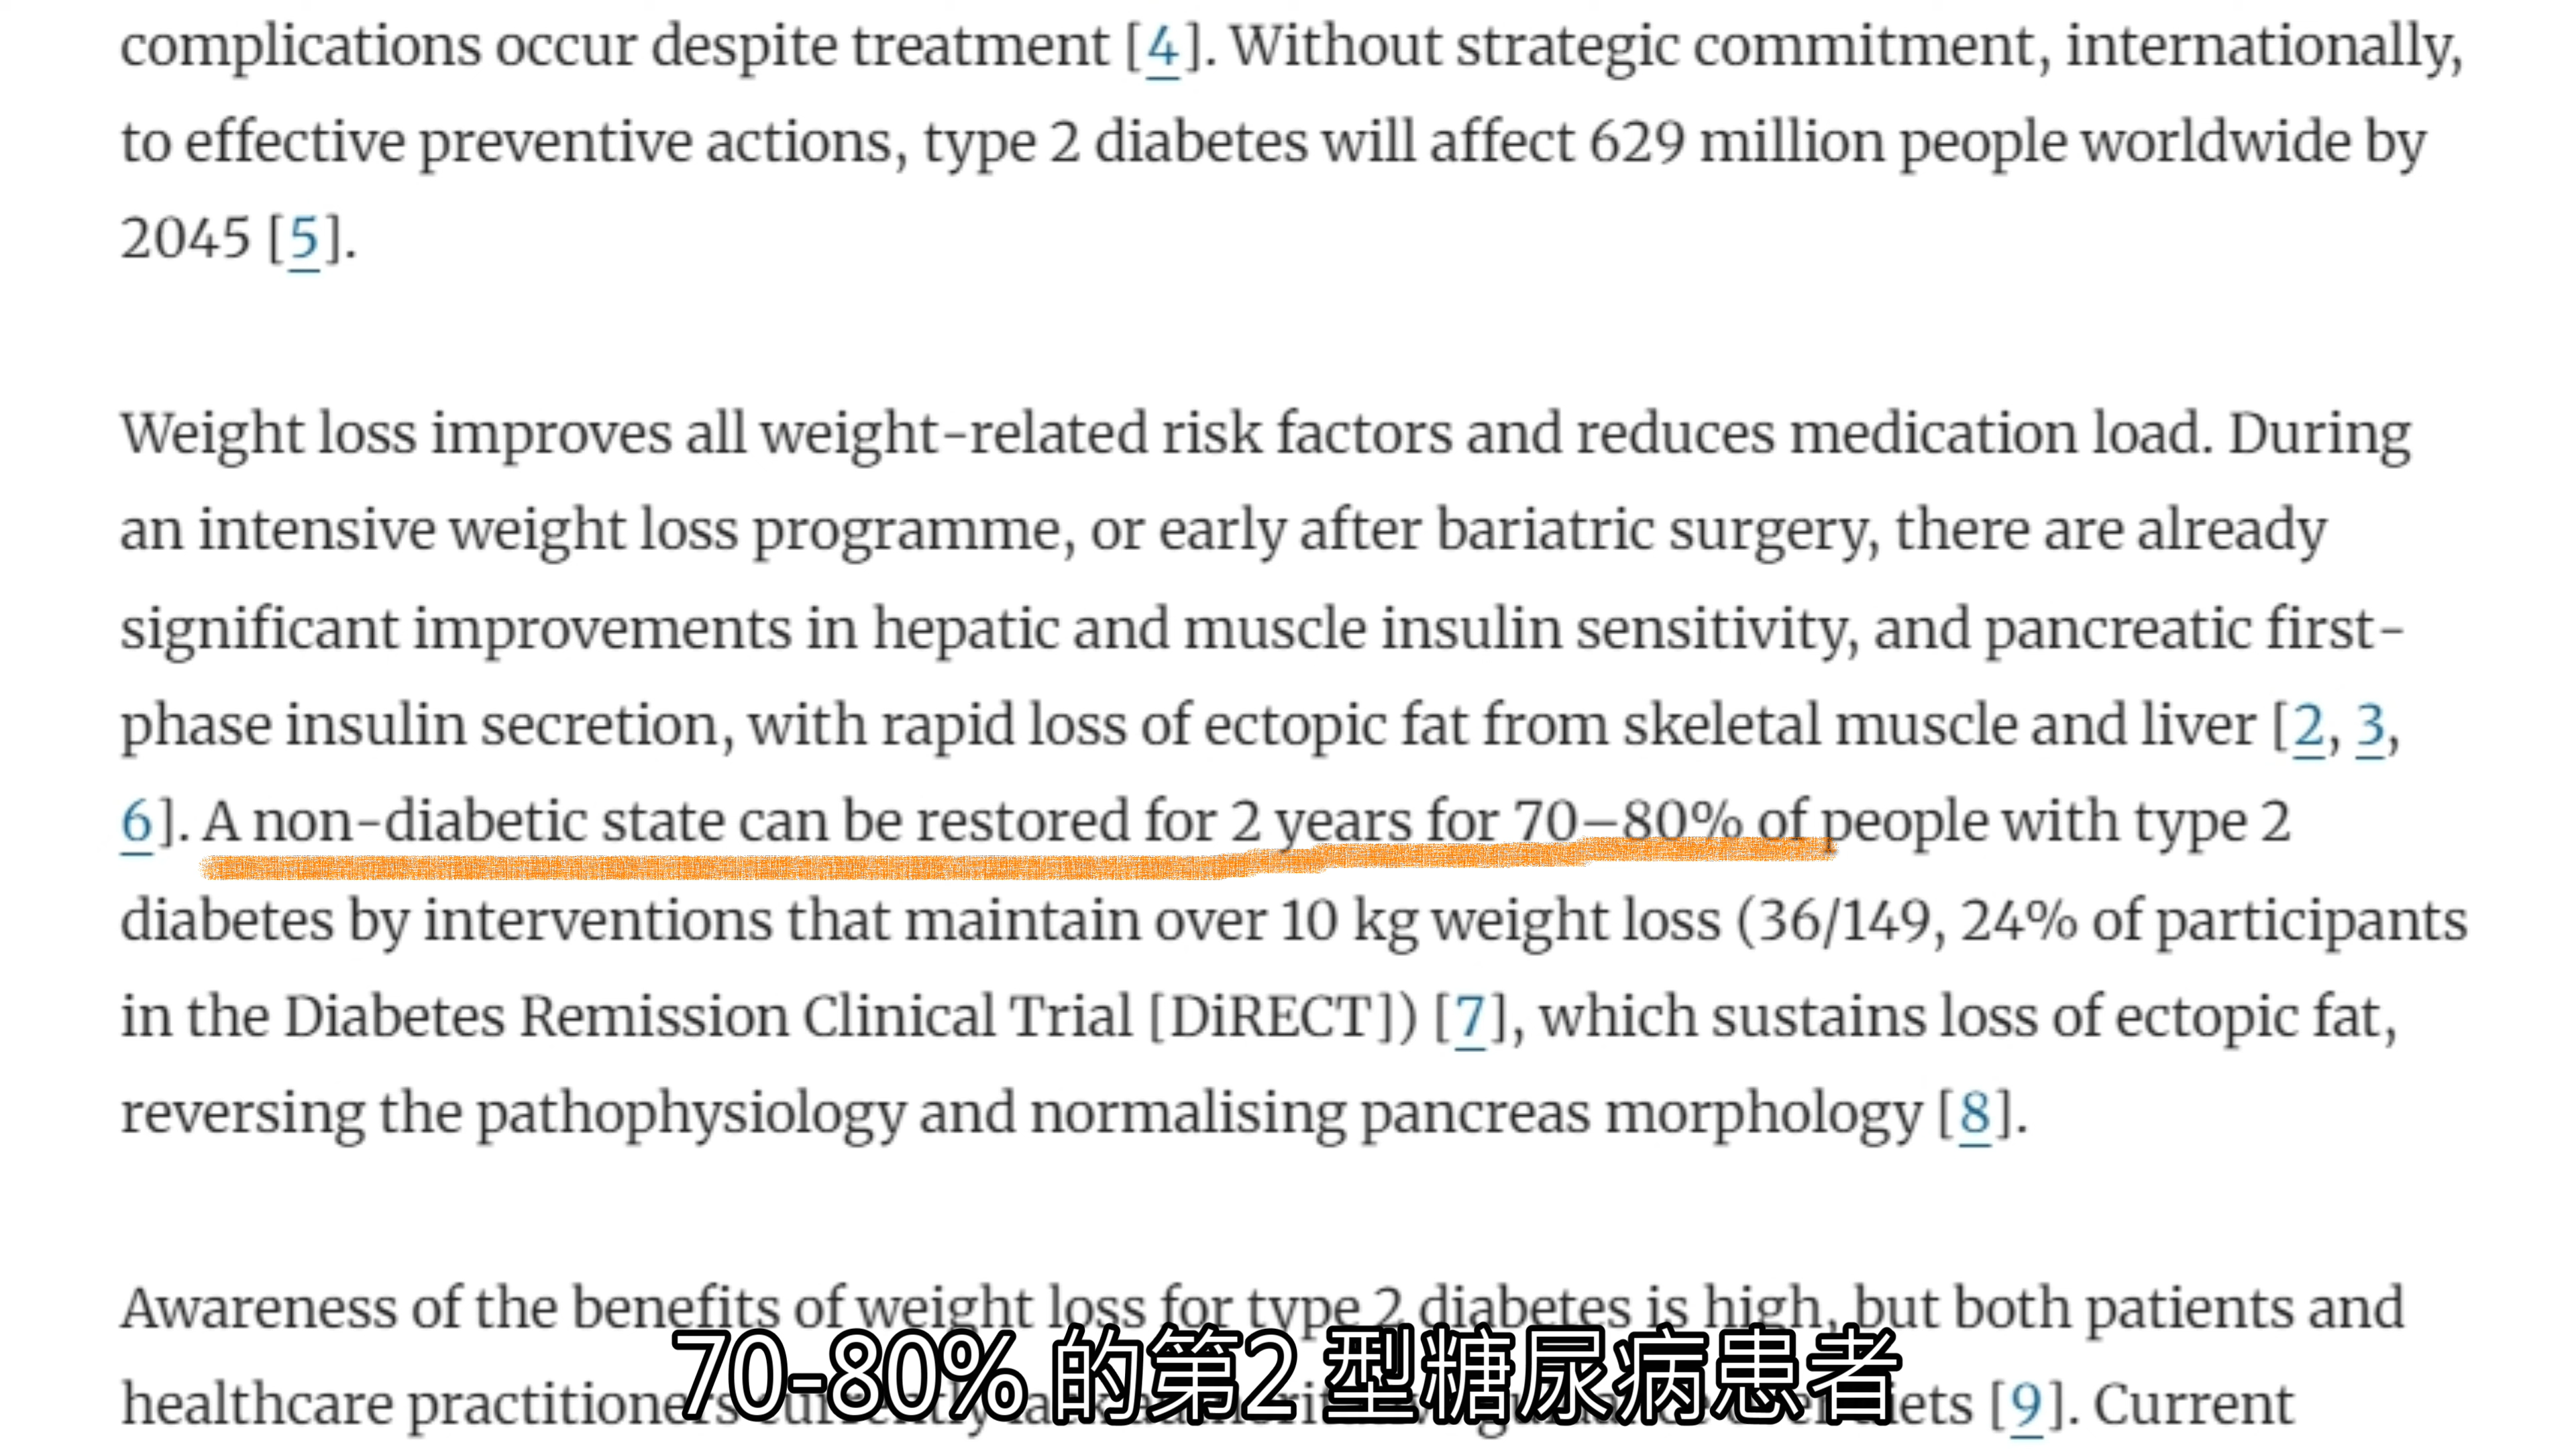 complications occur despite treatment [4]. Without strategic commitment, internationally,
to effective preventive actions, type 2 diabetes will affect 629 million people worldwide by
2045 [5].
Weight loss improves all weight-related risk factors and reduces medication load. During
an intensive weight loss programme, or early after bariatric surgery, there are already
significant improvements in hepatic and muscle insulin sensitivity, and pancreatic first-
phase insulin secretion, with rapid loss of ectopic fat from skeletal muscle and liver [2, 3,
6]. A non-diabetic state can be restored for 2 years for 70–80% of people with type 2
diabetes by interventions that maintain over 10 kg weight loss (36/149, 24% of participants
in the Diabetes Remission Clinical Trial [DiRECT]) [7], which sustains loss of ectopic fat,
reversing the pathophysiology and normalising pancreas morphology [8].
Awareness of the benefits of weight loss for type 2 diabetes is high, but both patients and
healthcare practitioners currently diets [9]. Current
70-80% 的第2 型糖尿病患者